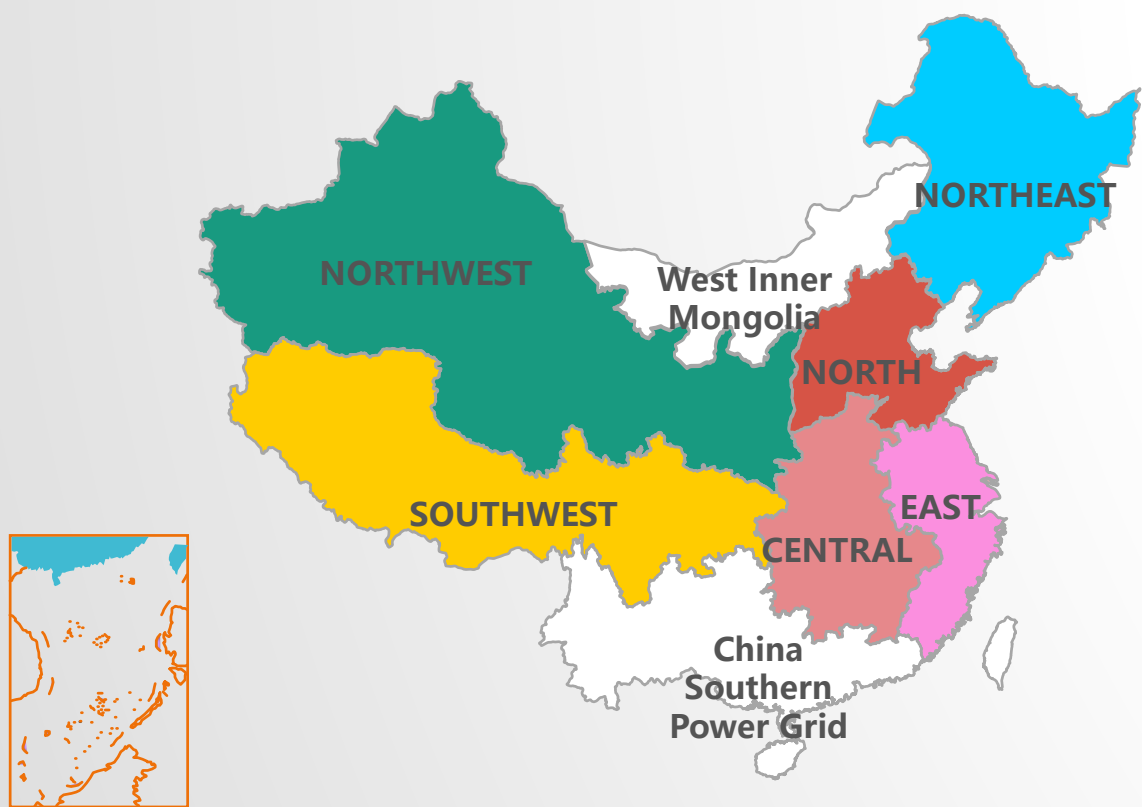 NORTHEAST
NORTHWEST
West Inner
Mongolia
NORTH
SOUTHWEST
EAST
CENTRAL
China
Southern
Power Grid